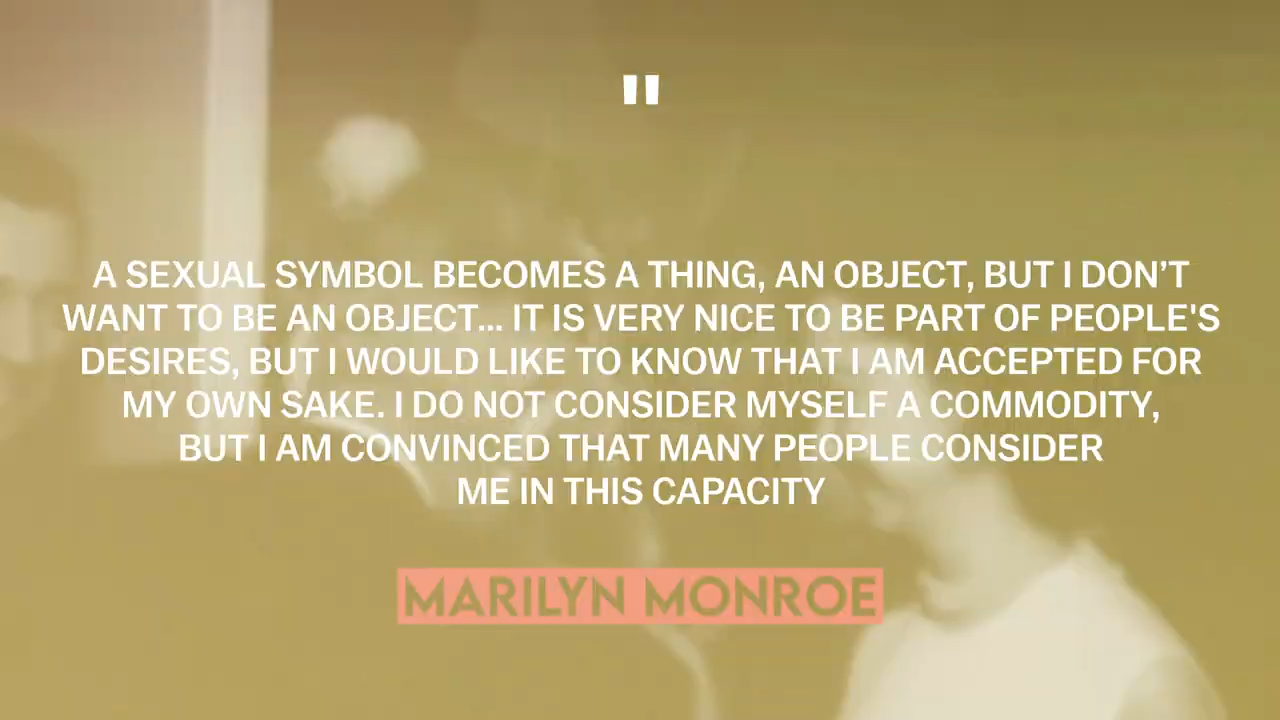 "
A SEXUAL SYMBOL BECOMES A THING, AN OBJECT, BUT I DON’T
WANT TO BE AN OBJECT... IT IS VERY NICE TO BE PART OF PEOPLE'S
DESIRES, BUT I WOULD LIKE TO KNOW THAT I AM ACCEPTED FOR
MY OWN SAKE. I DO NOT CONSIDER MYSELF A COMMODITY,
BUT I AM CONVINCED THAT MANY PEOPLE CONSIDER
ME IN THIS CAPACITY
MARILYN MONROE